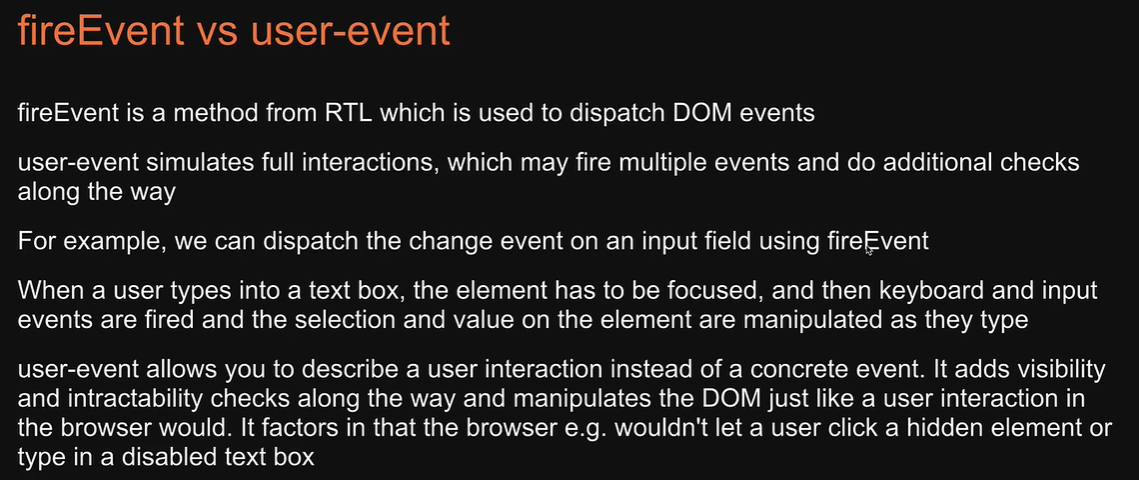 fireEvent vs user-event
fireEvent is a method from RTL which is used to dispatch DOM events
user-event simulates full interactions, which may fire multiple events and do additional checks
along the way
For example, we can dispatch the change event on an input field using fireEvent
When a user types into a text box, the element has to be focused, and then keyboard and input
events are fired and the selection and value on the element are manipulated as they type
user-event allows you to describe a user interaction instead of a concrete event. It adds visibility
and intractability checks along the way and manipulates the DOM just like a user interaction in
the browser would. It factors in that the browser e.g. wouldn't let a user click a hidden element or
type in a disabled text box